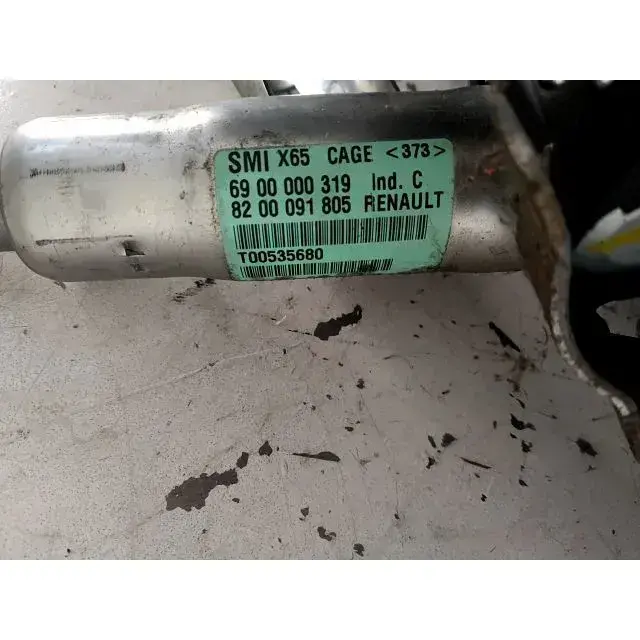 SMI X65 CAGE <373>
69 00 000 319 Ind. C
82 00 091 805 RENAULT
T00535680